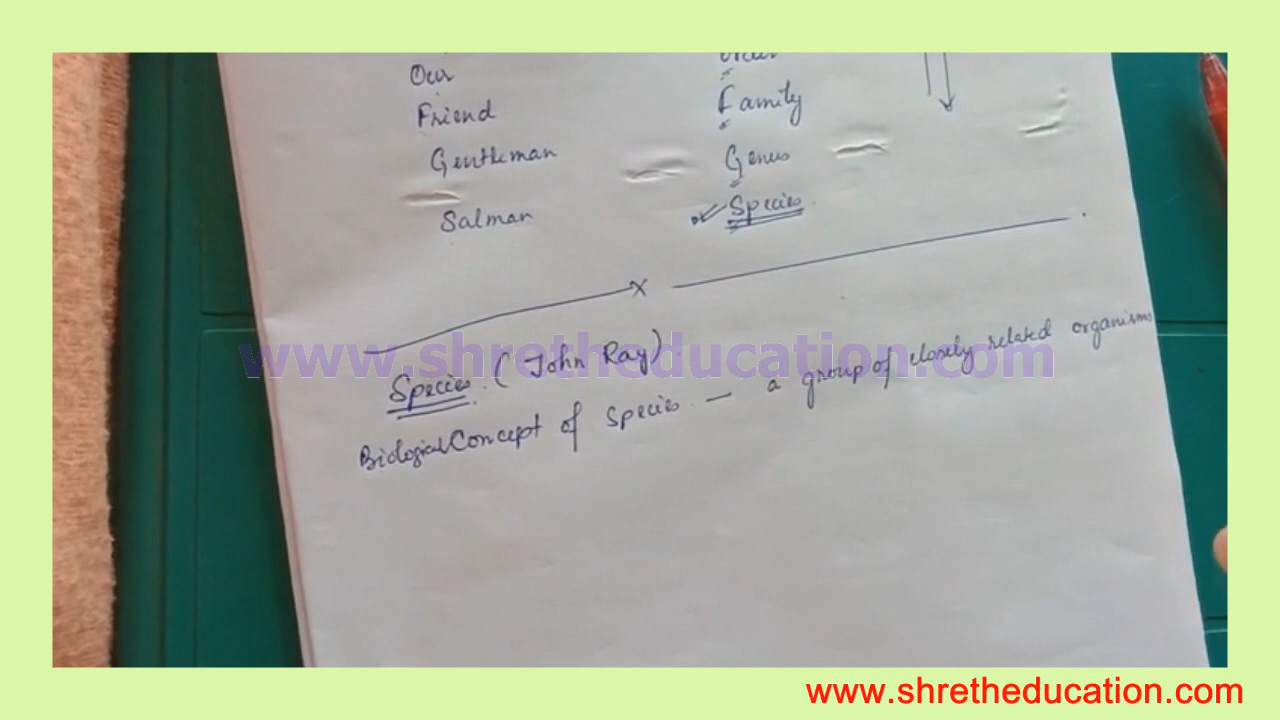 Our
Friend Family
Gentleman Genus
Salman Species
x
www.shretheducation.com
Species. (John Ray).
Biological Concept of Species. — a group of closely related organisms
www.shretheducation.com